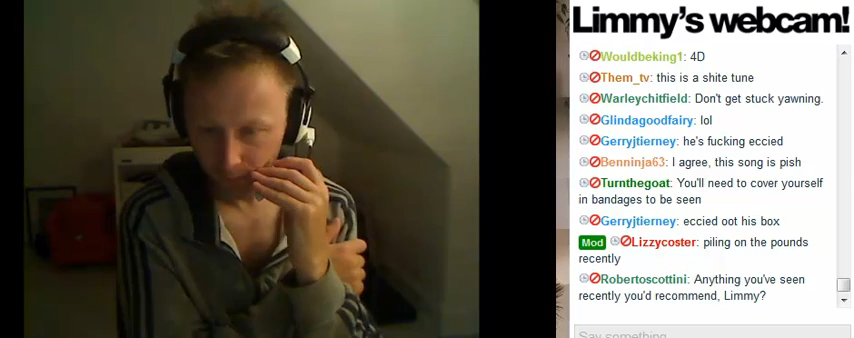 Limmy's webcam!
Wouldbeking1: 4D
Them_tv: this is a shite tune
Warleychitfield: Don't get stuck yawning.
Glindagoodfairy: lol
Gerryjtierney: he's fucking eccied
Benninja63: I agree, this song is pish
Turnthegoat: You'll need to cover yourself
in bandages to be seen
Gerryjtierney: eccied oot his box
Mod Lizzycoster: piling on the pounds
recently
Robertoscottini: Anything you've seen
recently you'd recommend, Limmy?
Say something